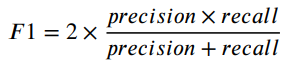 F1 = 2 × precision × recall / precision + recall